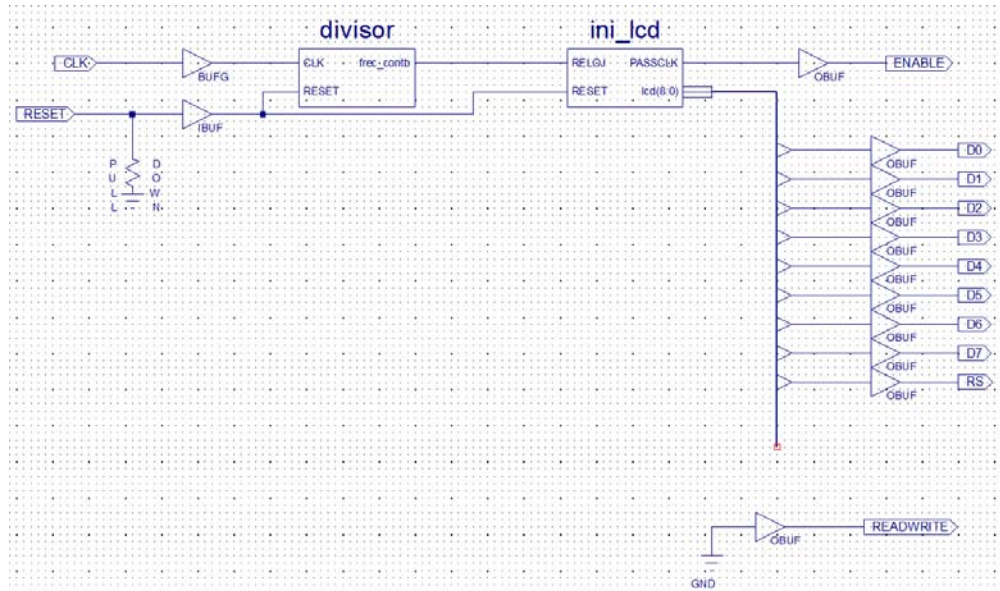 divisor
ini_lcd
CLK
BUFG
CLK
frec_contb
RESET
RELOJ
PASSCLK
RESET
lcd(8:0)
OBUF
ENABLE
RESET
IBUF
PULL
DOWN
OBUF
D0
OBUF
D1
OBUF
D2
OBUF
D3
OBUF
D4
OBUF
D5
OBUF
D6
OBUF
D7
OBUF
RS
OBUF
READWRITE
GND